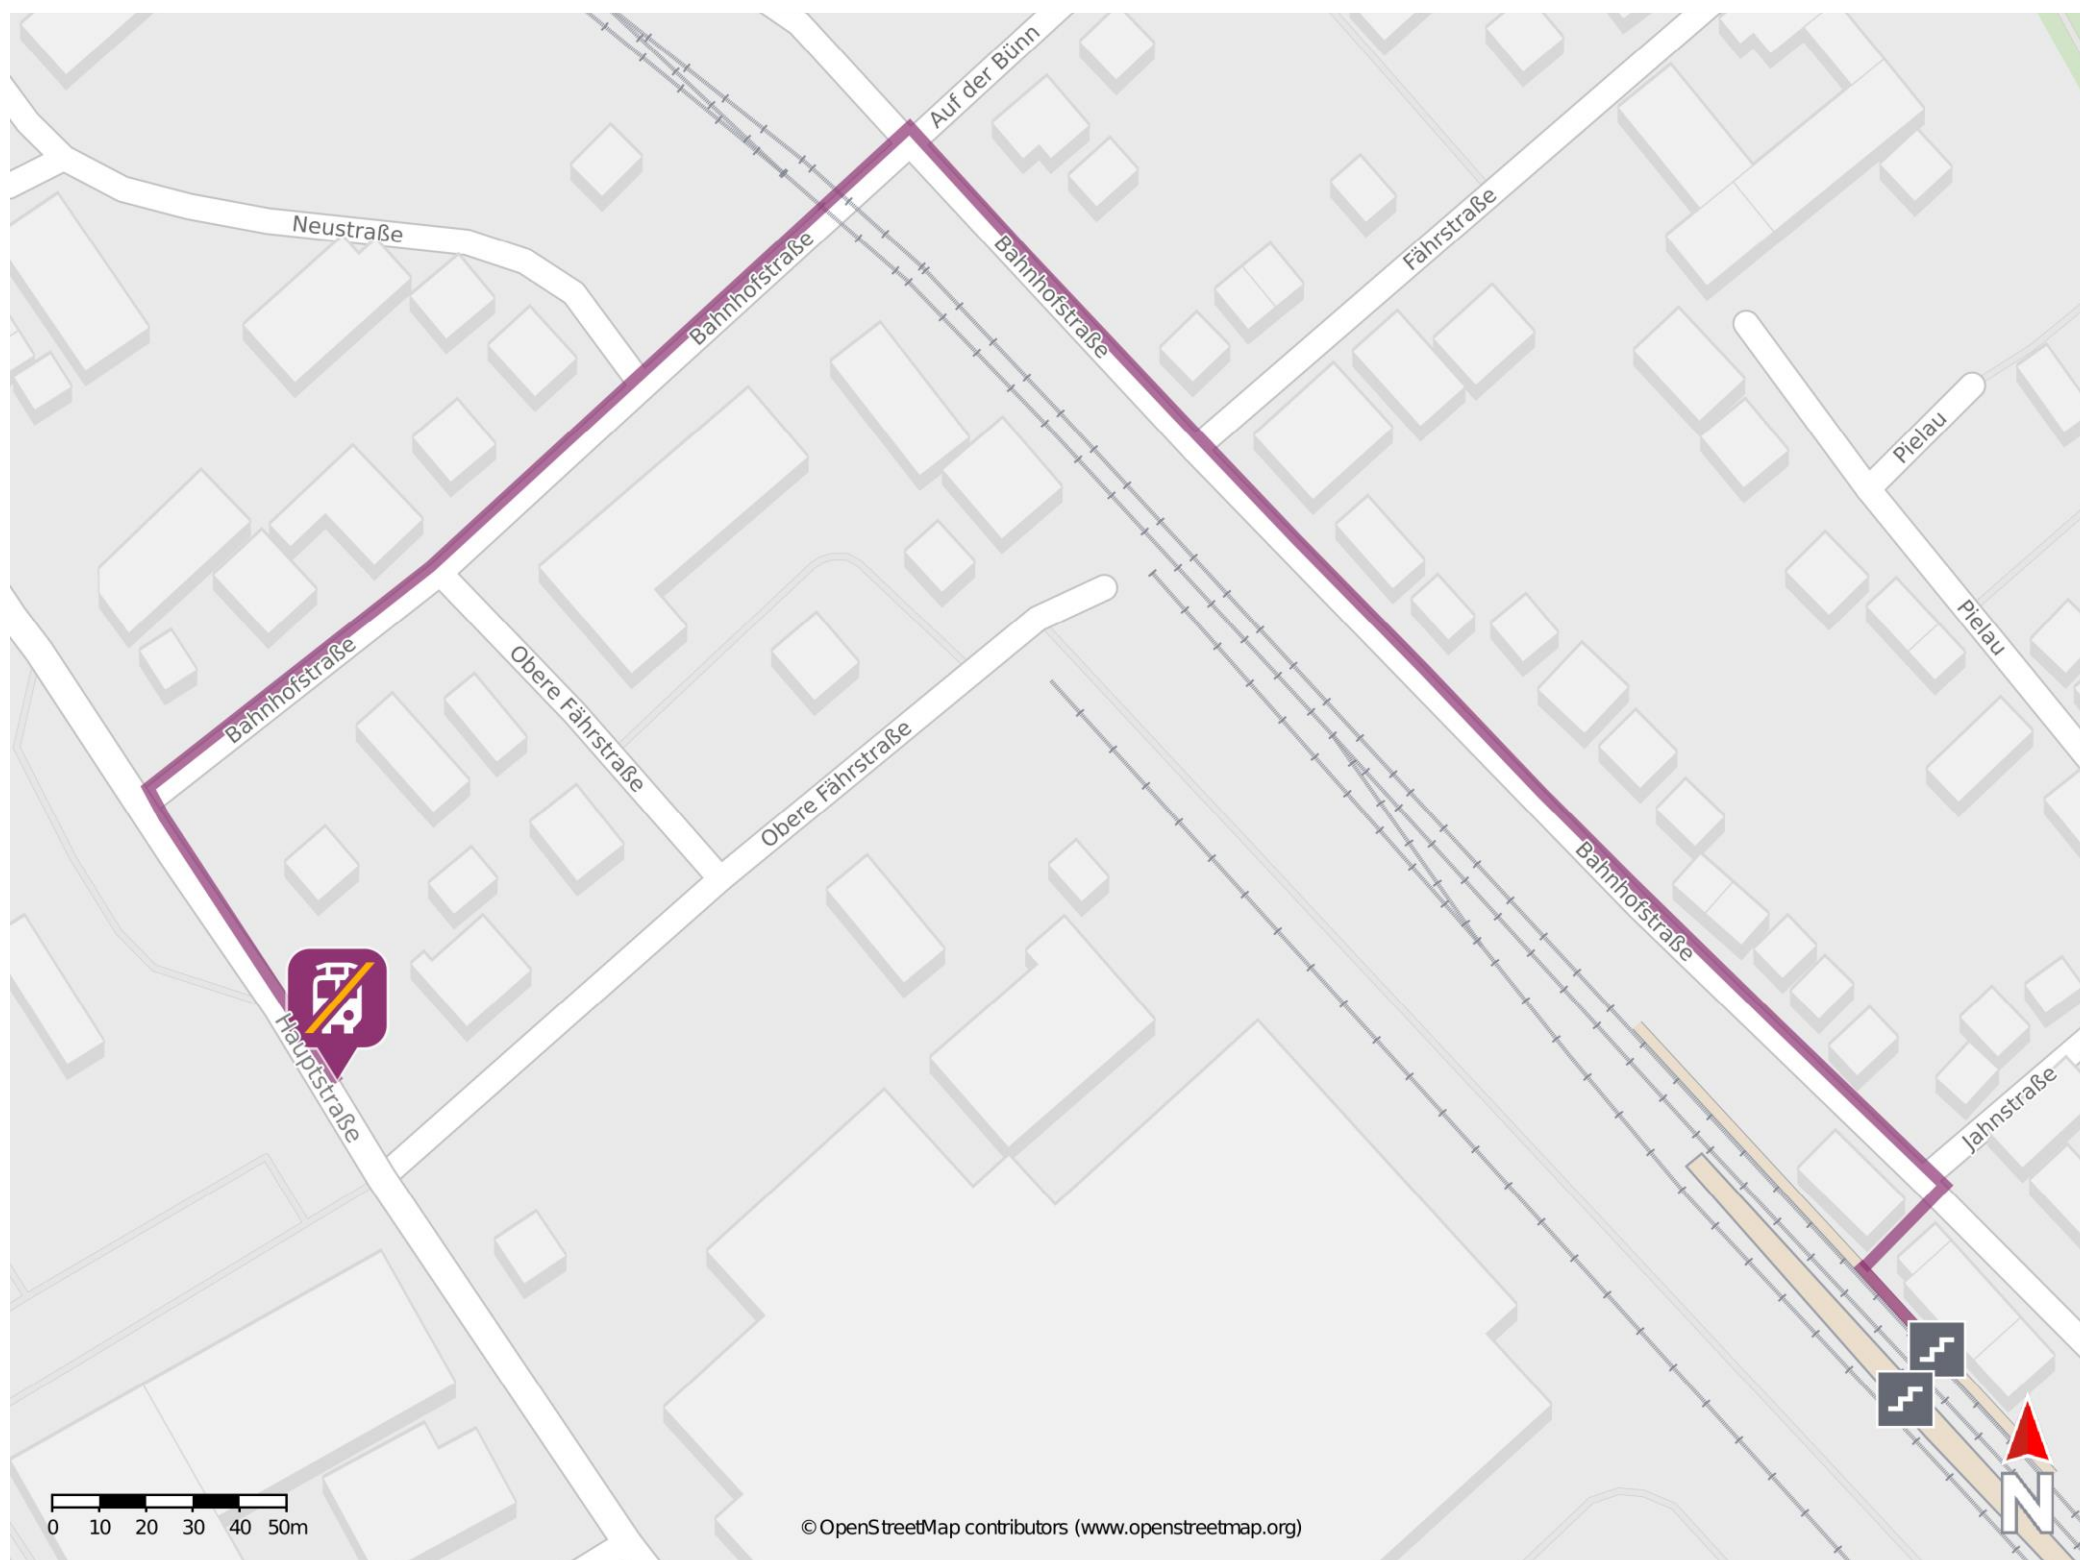 Auf der Bünn
Neustraße
Bahnhofstraße
Bahnhofstraße
Fährstraße
Pielau
Pielau
Bahnhofstraße
Obere Fährstraße
Obere Fährstraße
Bahnhofstraße
Hauptstraße
Jahnstraße
0 10 20 30 40 50m
© OpenStreetMap contributors (www.openstreetmap.org)
N